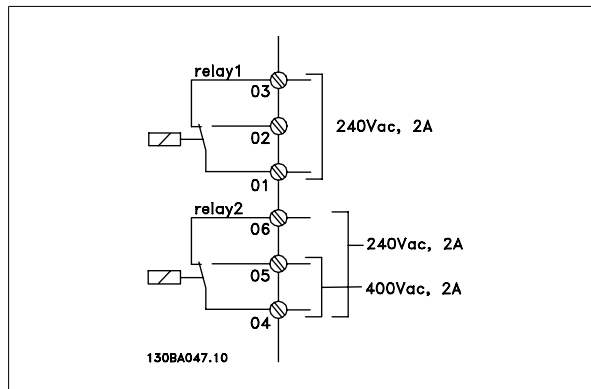 relay1
03
02
240Vac, 2A
01
relay2
06
240Vac, 2A
05
400Vac, 2A
04
130BA047.10